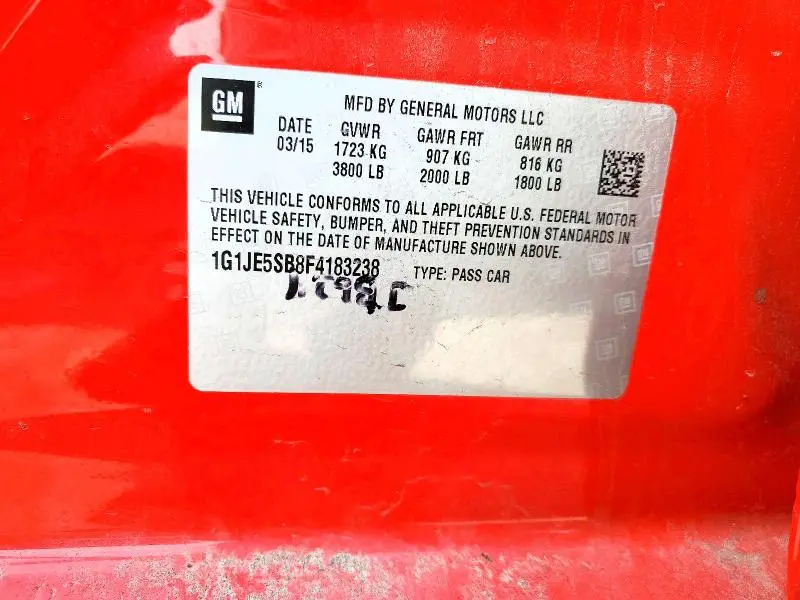 GM®
MFD BY GENERAL MOTORS LLC
DATE GVWR GAWR FRT GAWR RR
03/15 1723 KG 907 KG 816 KG
3800 LB 2000 LB 1800 LB
THIS VEHICLE CONFORMS TO ALL APPLICABLE U.S. FEDERAL MOTOR
VEHICLE SAFETY, BUMPER, AND THEFT PREVENTION STANDARDS IN
EFFECT ON THE DATE OF MANUFACTURE SHOWN ABOVE.
1G1JE5SB8F4183238 TYPE: PASS CAR